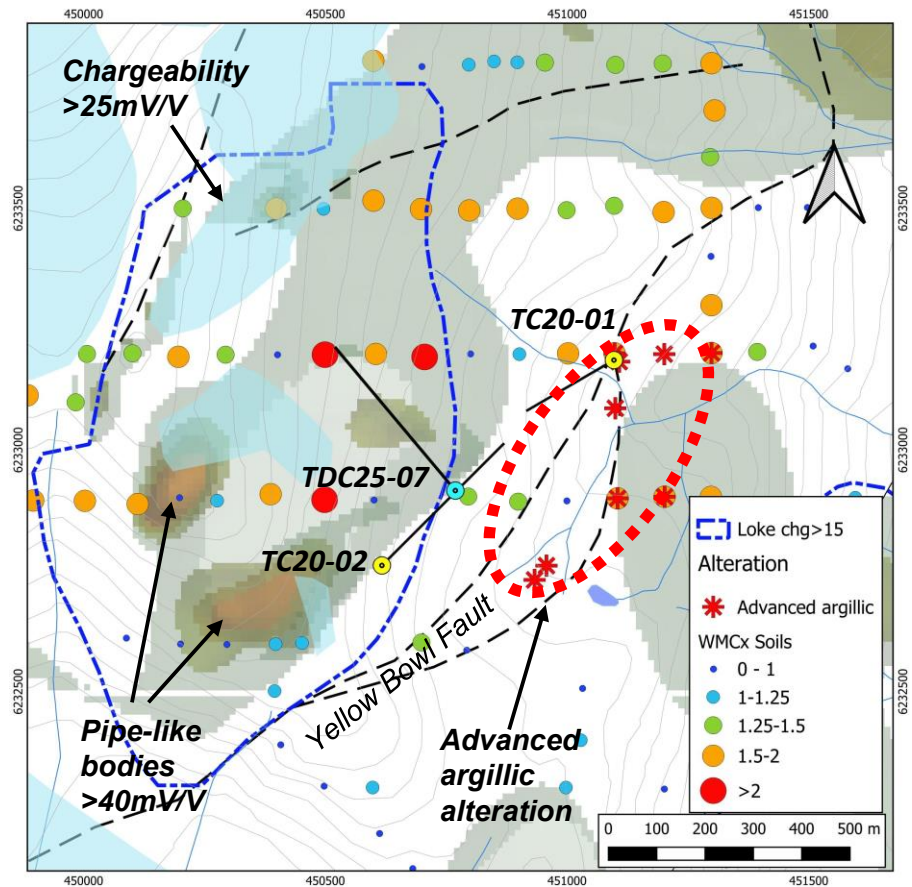 450000 450500 451000 451500
Chargeability
>25mV/V
6233500
6233500
TC20-01
6233000
6233000
TDC25-07
TC20-02
Loke chg>15
Alteration
Advanced argillic
WMCx Soils
0 - 1
1-1.25
1.25-1.5
1.5-2
>2
Yellow Bowl Fault
6232500
6232500
Pipe-like
bodies
>40mV/V
Advanced
argillic
alteration
0 100 200 300 400 500 m
450000 450500 451000 451500